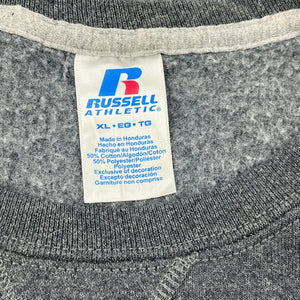 RUSSELL
ATHLETIC®
XL • EG • TG
Made in Honduras
Hecho en Honduras
Fabriqué au Honduras
50% Cotton/Algodón/Coton
50% Polyester/Poliéster
Polyester
Exclusive of decoration
Excepto decoración
Garniture non comprise